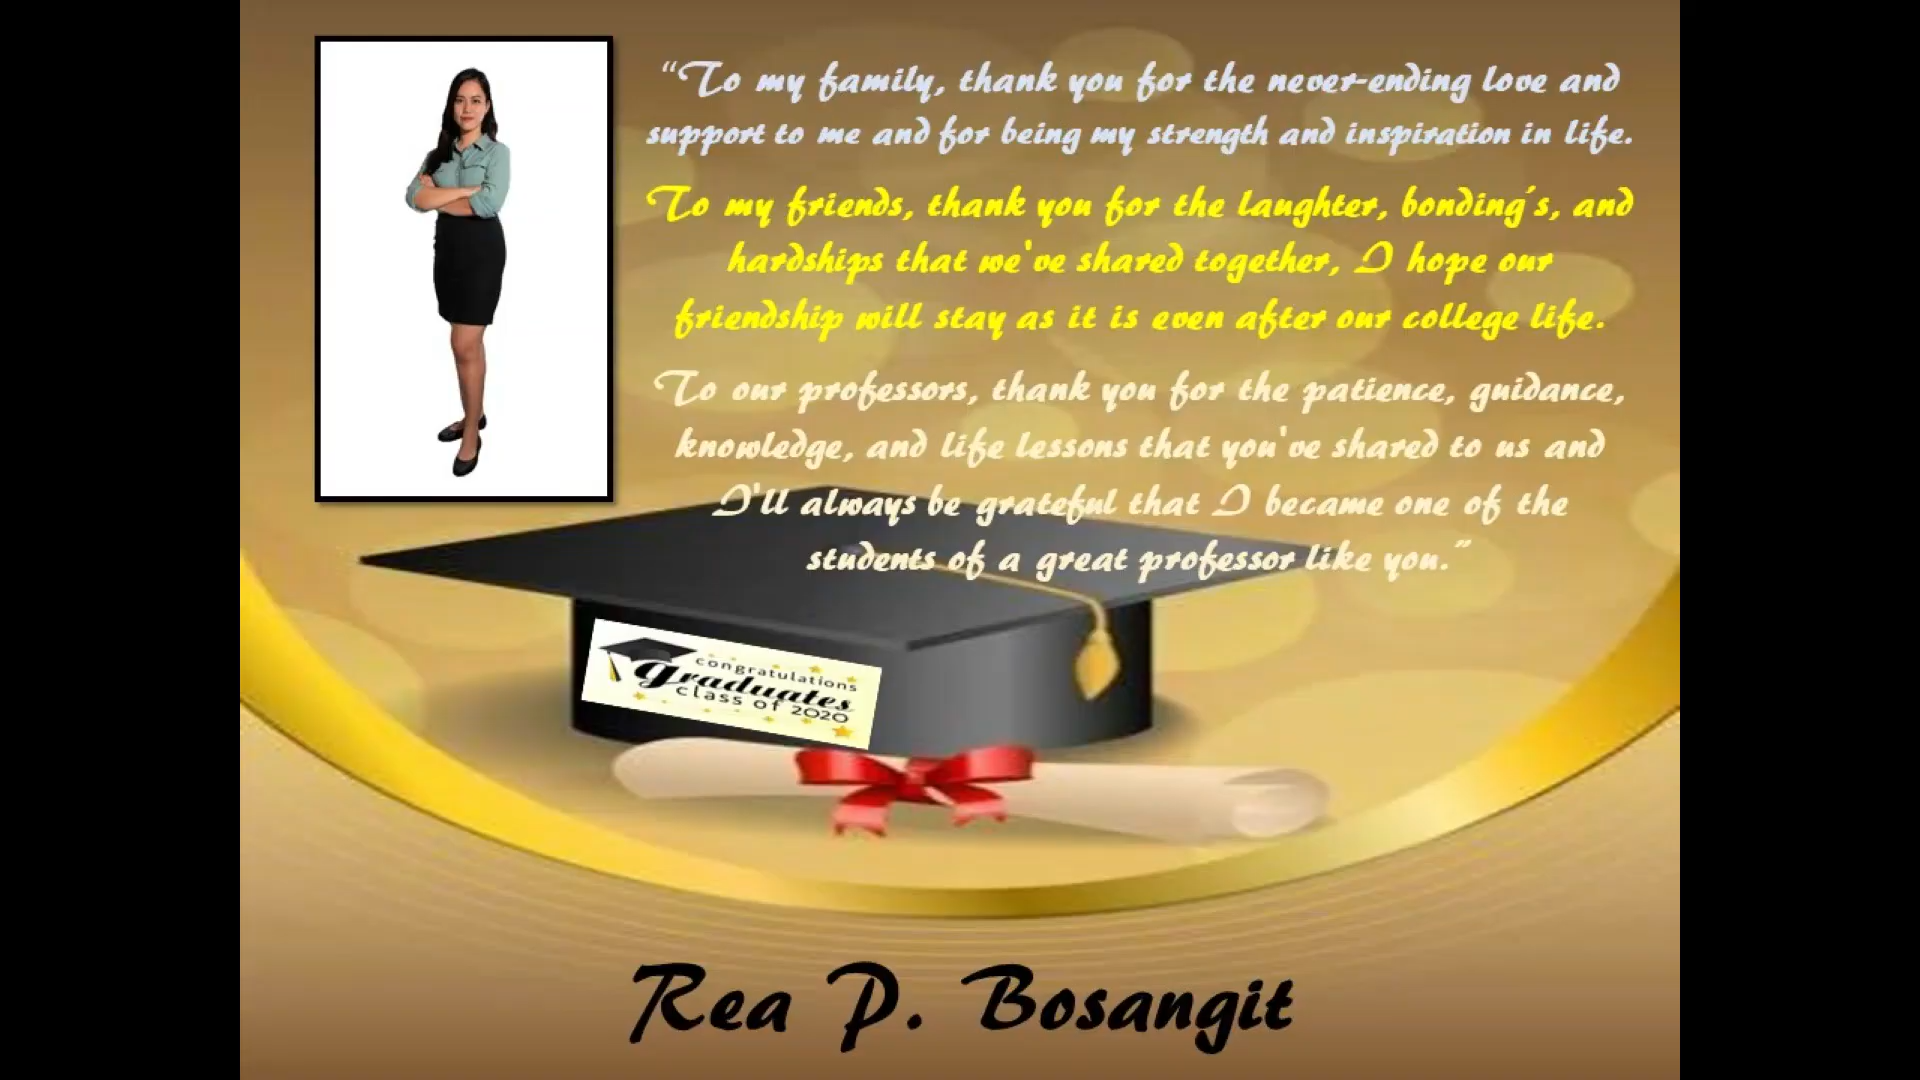 “To my family, thank you for the never-ending love and
support to me and for being my strength and inspiration in life.
To my friends, thank you for the laughter, bonding´s, and
hardships that we've shared together, I hope our
friendship will stay as it is even after our college life.
To our professors, thank you for the patience, guidance,
knowledge, and life lessons that you've shared to us and
I'll always be grateful that I became one of the
students of a great professor like you.”
congratulations
graduates
class of 2020
Rea P. Bosangit